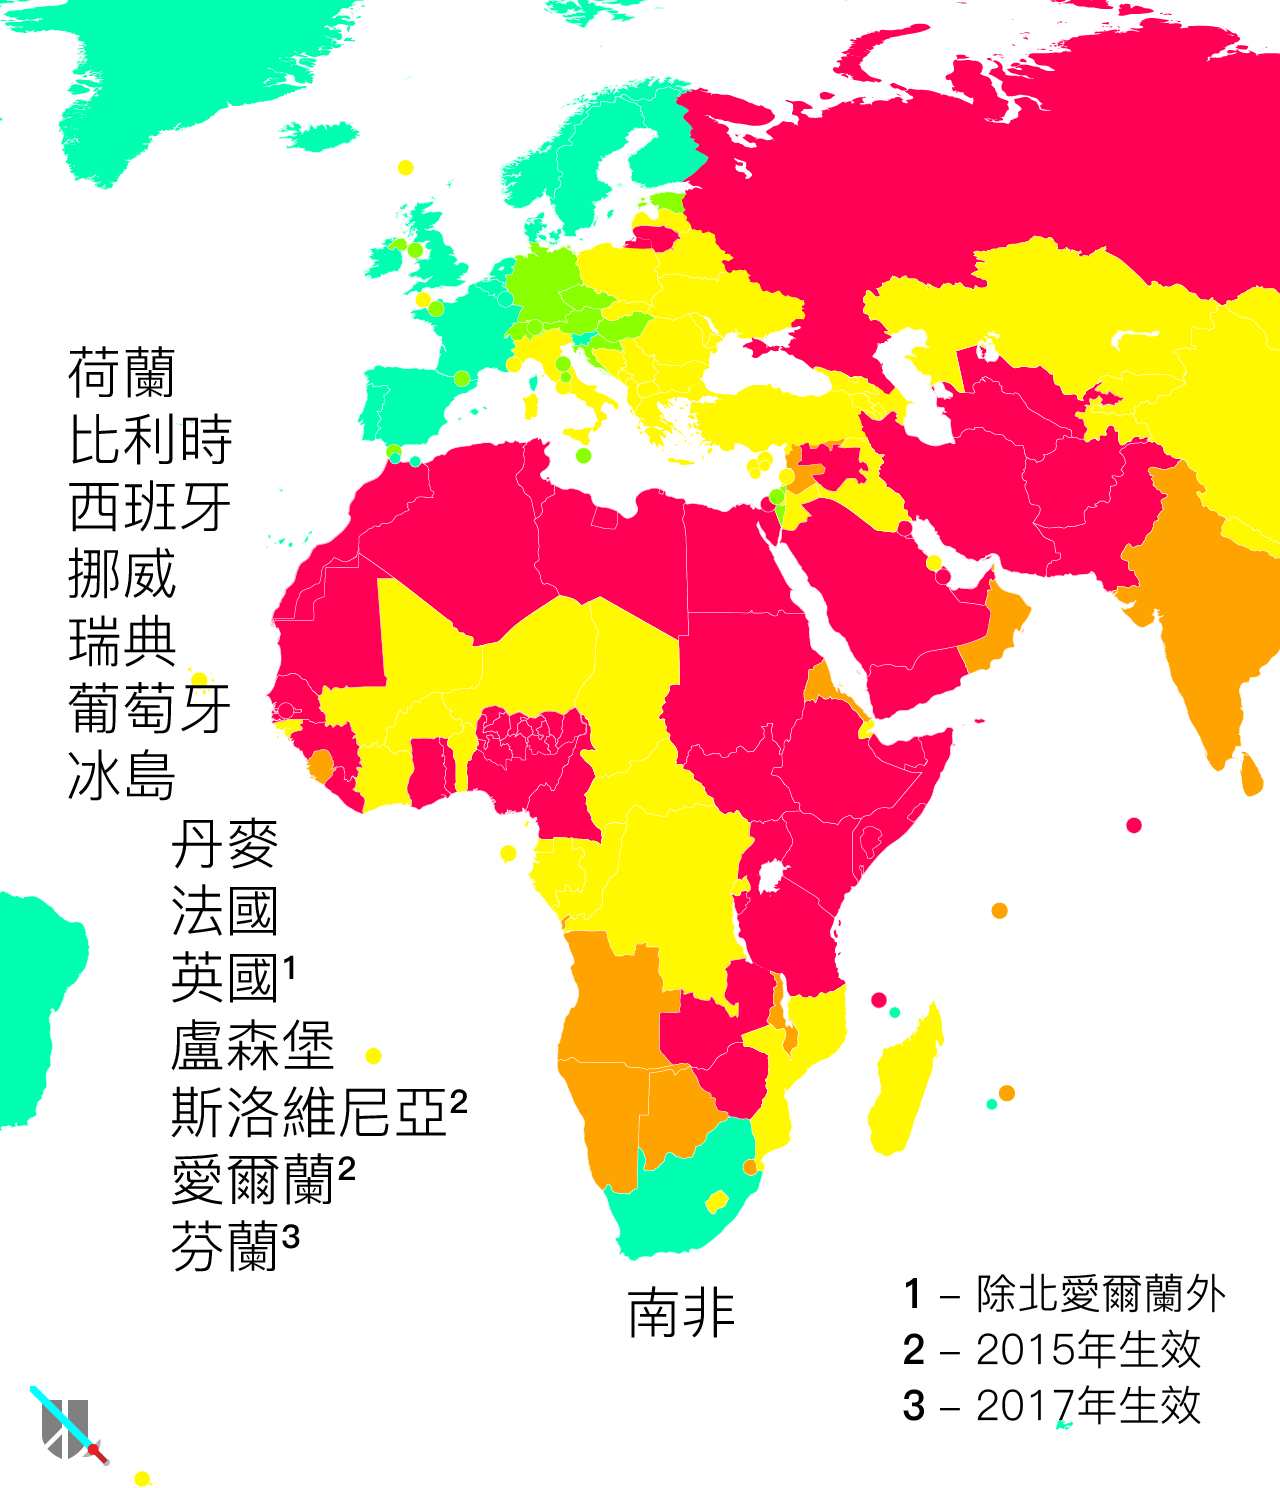 荷蘭
比利時
西班牙
挪威
瑞典
葡萄牙
冰島
丹麥
法國
英國¹
盧森堡
斯洛維尼亞²
愛爾蘭²
芬蘭³
南非
1 – 除北愛爾蘭外
2 – 2015年生效
3 – 2017年生效